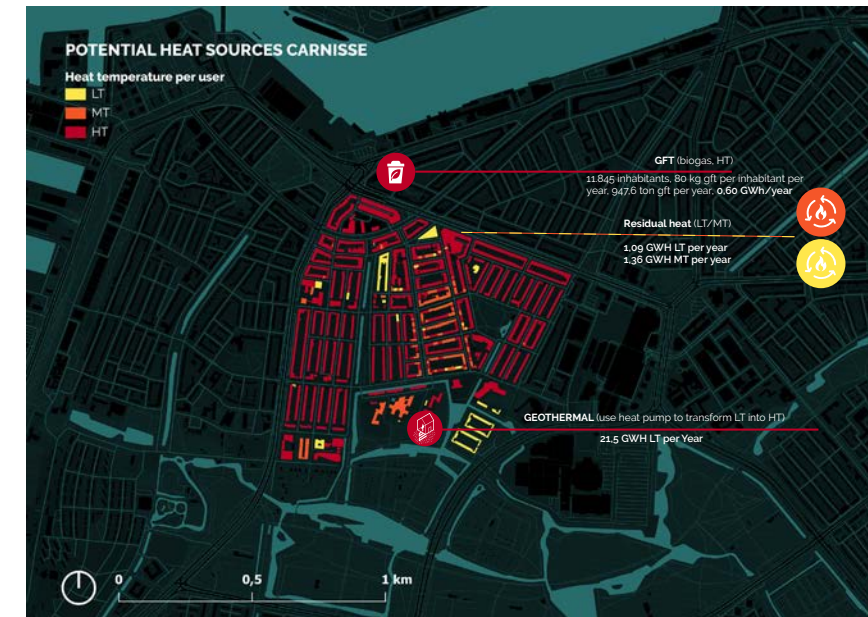 POTENTIAL HEAT SOURCES CARNISSE
Heat temperature per user
LT
MT
HT
GFT (biogas, HT)
11.845 inhabitants, 80 kg gft per inhabitant per
year, 947,6 ton gft per year, 0,60 GWh/year
Residual heat (LT/MT)
1,09 GWH LT per year
1,36 GWH MT per year
GEOTHERMAL (use heat pump to transform LT into HT)
21,5 GWH LT per Year
0 0,5 1 km